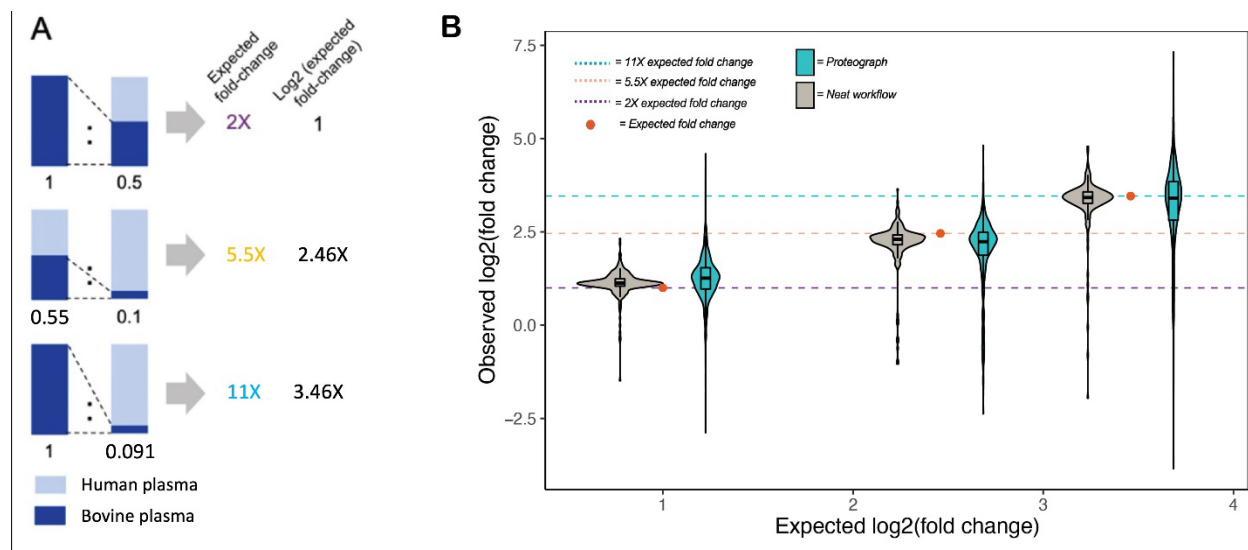 A
Expected
fold-change
Log2 (expected
fold-change)
2X
1
1
:
0.5
5.5X
2.46X
0.55
:
0.1
11X
3.46X
1
:
0.091
Human plasma
Bovine plasma
B
= 11X expected fold change
= 5.5X expected fold change
= 2X expected fold change
= Expected fold change
= Proteograph
= Neat workflow
Observed log2(fold change)
7.5
5.0
2.5
0.0
−2.5
1
2
3
4
Expected log2(fold change)